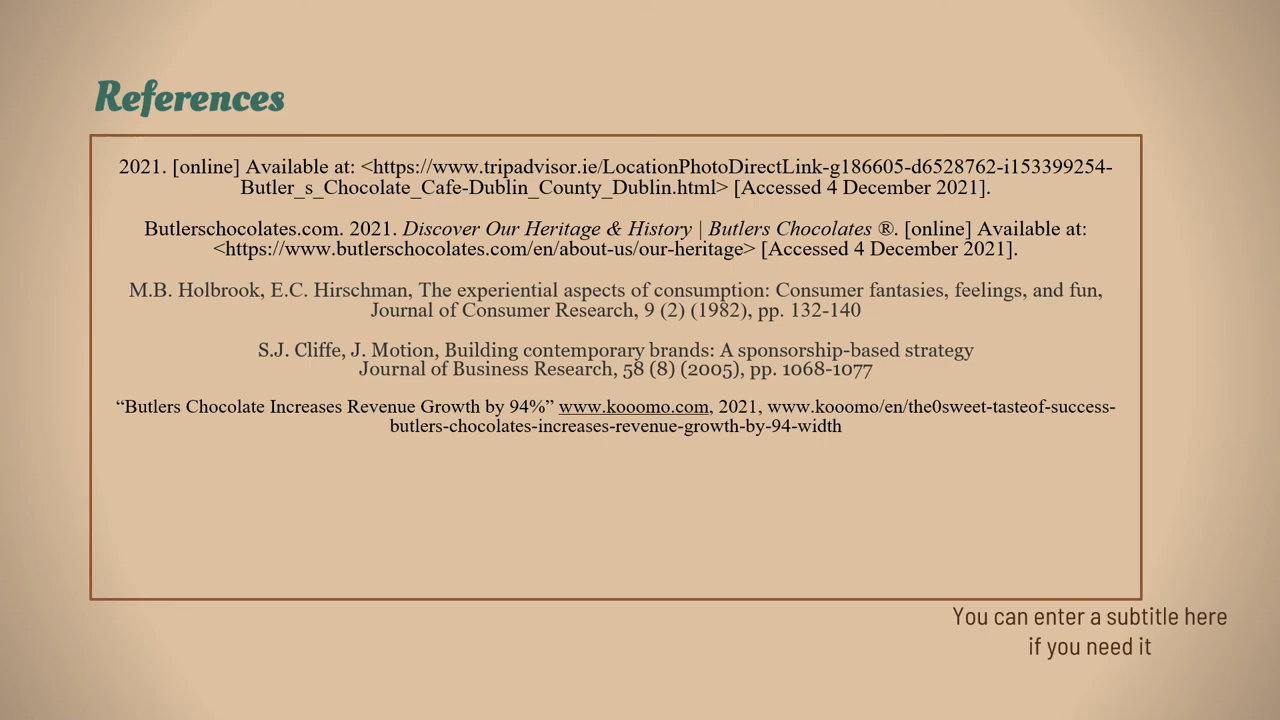 References
2021. [online] Available at: <https://www.tripadvisor.ie/LocationPhotoDirectLink-g186605-d6528762-i153399254-
Butler_s_Chocolate_Cafe-Dublin_County_Dublin.html> [Accessed 4 December 2021].
Butlerschocolates.com. 2021. Discover Our Heritage & History | Butlers Chocolates ®. [online] Available at:
<https://www.butlerschocolates.com/en/about-us/our-heritage> [Accessed 4 December 2021].
M.B. Holbrook, E.C. Hirschman, The experiential aspects of consumption: Consumer fantasies, feelings, and fun,
Journal of Consumer Research, 9 (2) (1982), pp. 132-140
S.J. Cliffe, J. Motion, Building contemporary brands: A sponsorship-based strategy
Journal of Business Research, 58 (8) (2005), pp. 1068-1077
“Butlers Chocolate Increases Revenue Growth by 94%” www.kooomo.com, 2021, www.kooomo/en/the0sweet-tasteof-success-
butlers-chocolates-increases-revenue-growth-by-94-width
You can enter a subtitle here
if you need it